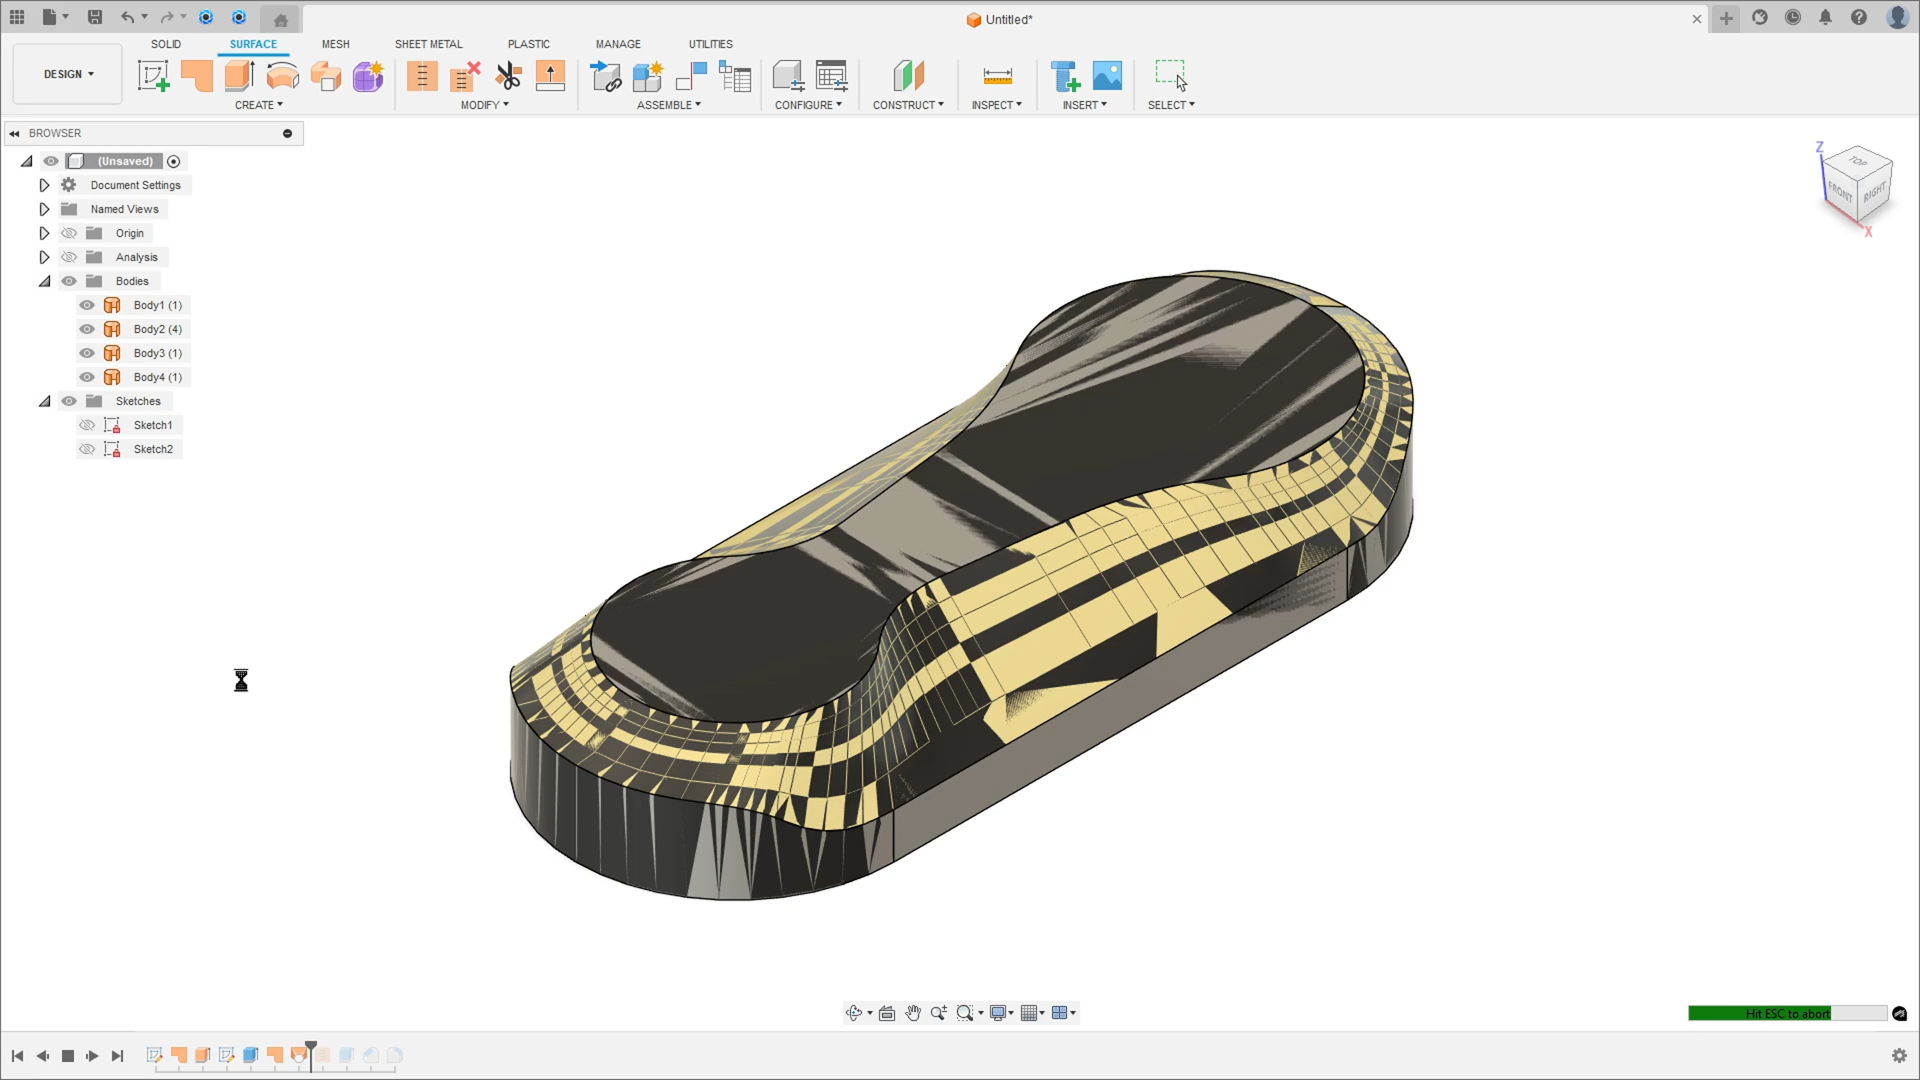 Untitled*
SOLID SURFACE MESH SHEET METAL PLASTIC MANAGE UTILITIES
DESIGN
CREATE MODIFY ASSEMBLE CONFIGURE CONSTRUCT INSPECT INSERT SELECT
BROWSER
(Unsaved)
Document Settings
Named Views
Origin
Analysis
Bodies
Body1 (1)
Body2 (4)
Body3 (1)
Body4 (1)
Sketches
Sketch1
Sketch2
Z
TOP
FRONT
RIGHT
X
Hit ESC to abort